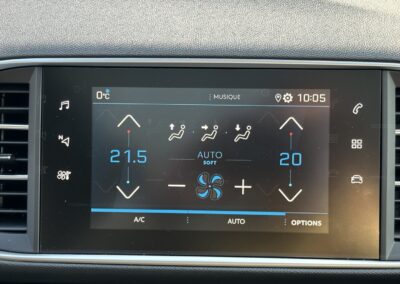 0°C MUSIQUE 10:05
AUTO
21.5 SOFT 20
A/C AUTO OPTIONS